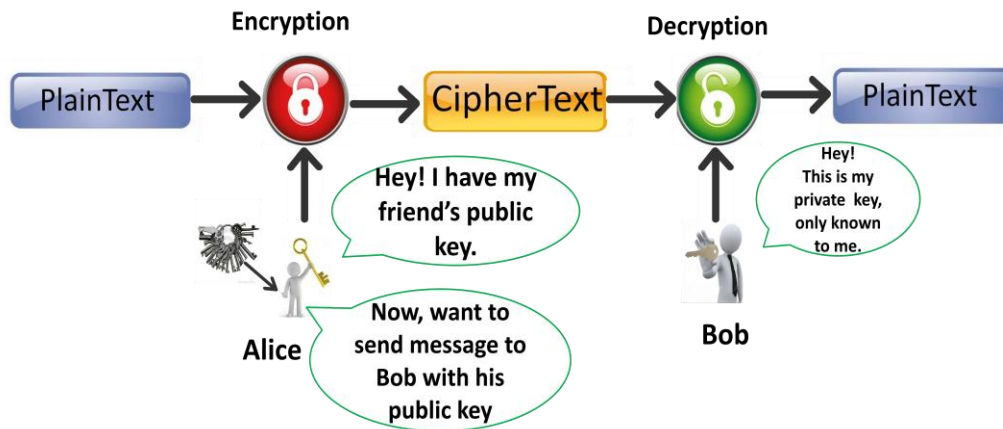 Encryption
Decryption
PlainText
CipherText
PlainText
Hey! I have my
friend's public
key.
Hey!
This is my
private key,
only known
to me.
Alice
Now, want to
send message to
Bob with his
public key
Bob